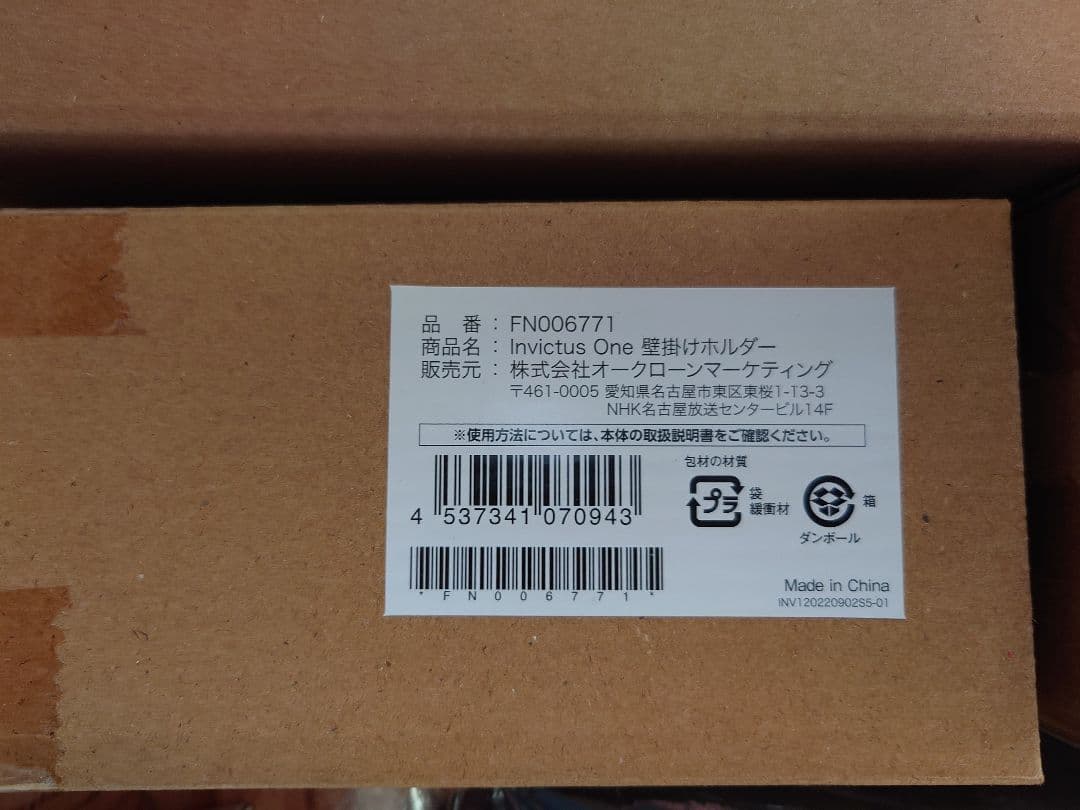 品 番 : FN006771
商品名 : Invictus One 壁掛けホルダー
販売元 : 株式会社オークローンマーケティング
〒461-0005 愛知県名古屋市東区東桜1-13-3
NHK名古屋放送センタービル14F
※使用方法については、本体の取扱説明書をご確認ください。
包材の材質
プラ 袋
緩衝材
箱
ダンボール
4 537341 070943
*FN006771*
Made in China
INV120220902S5-01